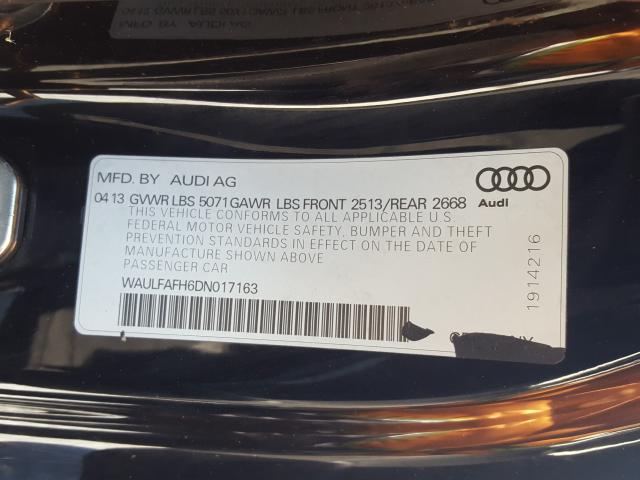 MFD. BY AUDI AG
04 13 GVWR LBS 5071 GAWR LBS FRONT 2513/REAR 2668
Audi
THIS VEHICLE CONFORMS TO ALL APPLICABLE U.S.
FEDERAL MOTOR VEHICLE SAFETY, BUMPER AND THEFT
PREVENTION STANDARDS IN EFFECT ON THE DATE OF
MANUFACTURE SHOWN ABOVE
PASSENGER CAR
WAULFAFH6DN017163
1914216